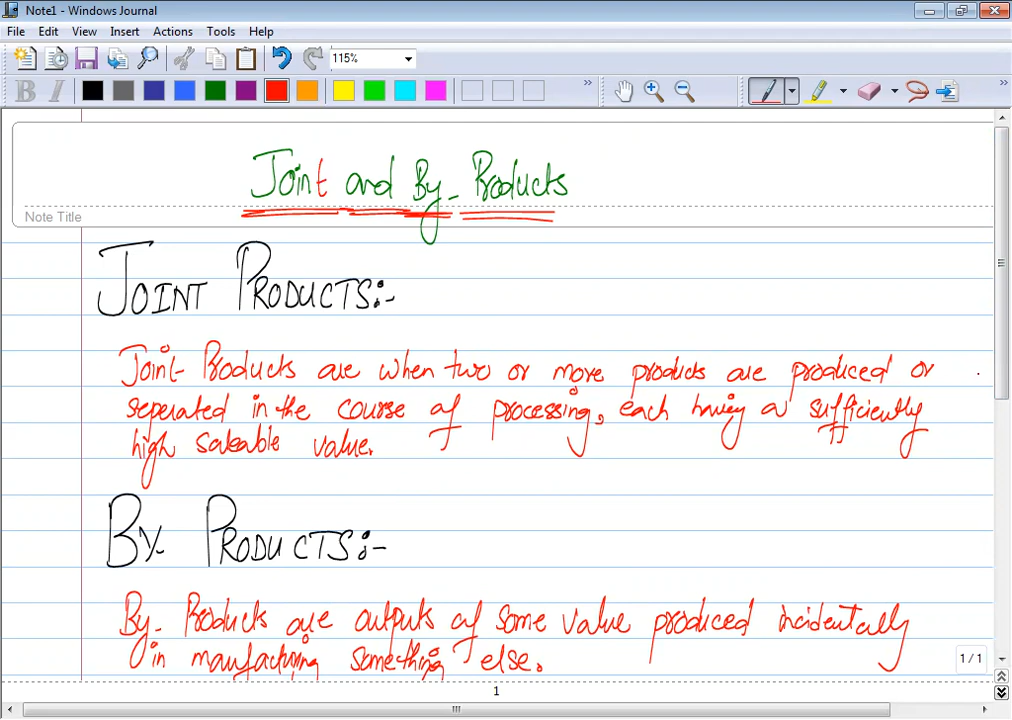 Note1 - Windows Journal
File Edit View Insert Actions Tools Help
115%
B I
Joint and By- Products
Note Title
JOINT PRODUCTS:-
Joint- Products are when two or more products are produced or
seperated in the course of processing, each having a sufficiently
high saleable value.
By- PRODUCTS:-
By- Products are outputs of some value produced incidentally
in manufacturing something else.
1 / 1
1